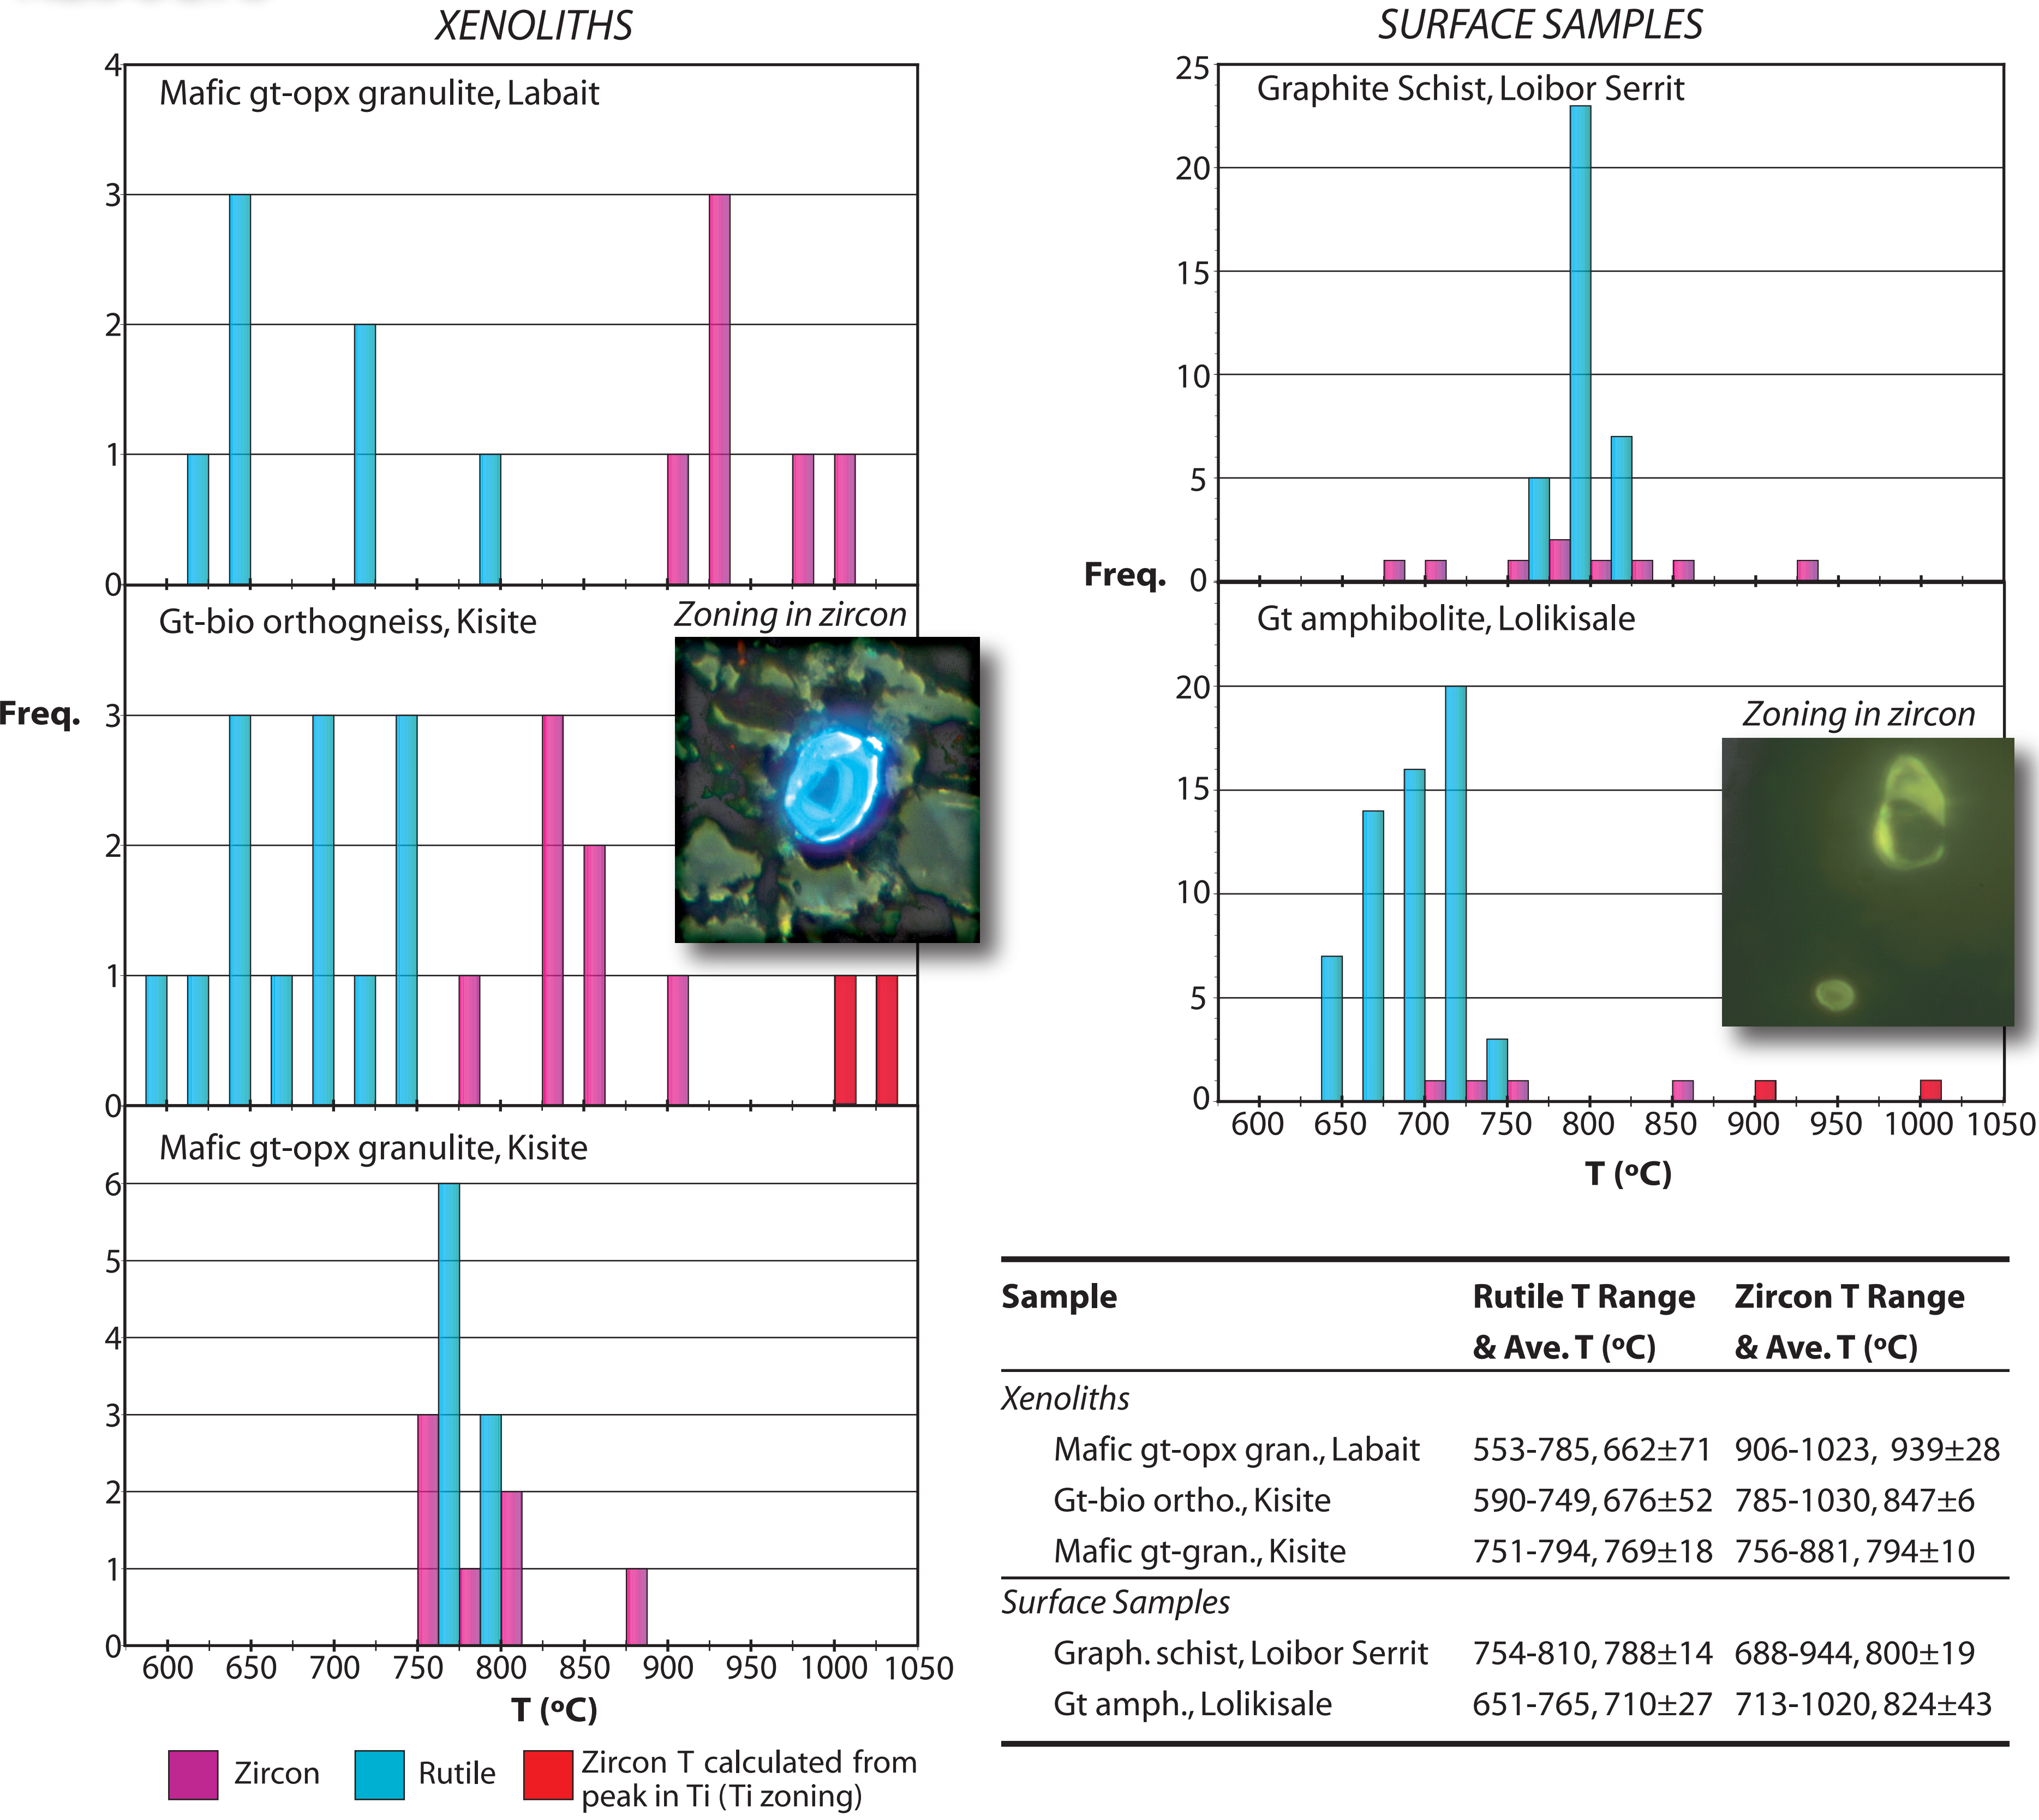 XENOLITHS
4
Mafic gt-opx granulite, Labait
3
2
1
0
Gt-bio orthogneiss, Kisite
Zoning in zircon
Freq.
3
2
1
0
Mafic gt-opx granulite, Kisite
6
5
4
3
2
1
0
600 650 700 750 800 850 900 950 1000 1050
T (ºC)
Zircon
Rutile
Zircon T calculated from
peak in Ti (Ti zoning)
SURFACE SAMPLES
25
Graphite Schist, Loibor Serrit
20
15
10
5
Freq.
0
Gt amphibolite, Lolikisale
20
Zoning in zircon
15
10
5
0
600 650 700 750 800 850 900 950 1000 1050
T (ºC)
Sample Rutile T Range Zircon T Range
& Ave. T (ºC) & Ave. T (ºC)
Xenoliths
Mafic gt-opx gran., Labait 553-785, 662±71 906-1023, 939±28
Gt-bio ortho., Kisite 590-749, 676±52 785-1030, 847±6
Mafic gt-gran., Kisite 751-794, 769±18 756-881, 794±10
Surface Samples
Graph. schist, Loibor Serrit 754-810, 788±14 688-944, 800±19
Gt amph., Lolikisale 651-765, 710±27 713-1020, 824±43